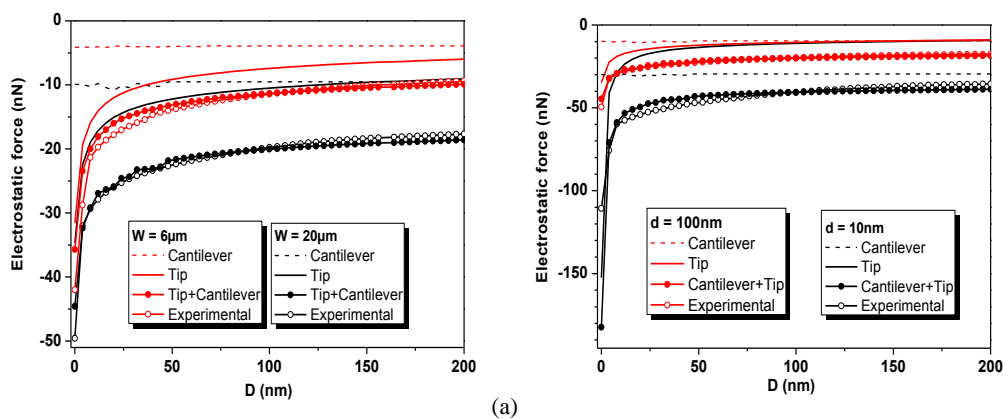 0
-10
-20
-30
-40
-50
Electrostatic force (nN)
W = 6µm
Cantilever
Tip
Tip+Cantilever
Experimental
W = 20µm
Cantilever
Tip
Tip+Cantilever
Experimental
0 50 100 150 200
D (nm)
0
-50
-100
-150
Electrostatic force (nN)
d = 100nm
Cantilever
Tip
Cantilever+Tip
Experimental
d = 10nm
Cantilever
Tip
Cantilever+Tip
Experimental
0 50 100 150 200
D (nm)
(a)